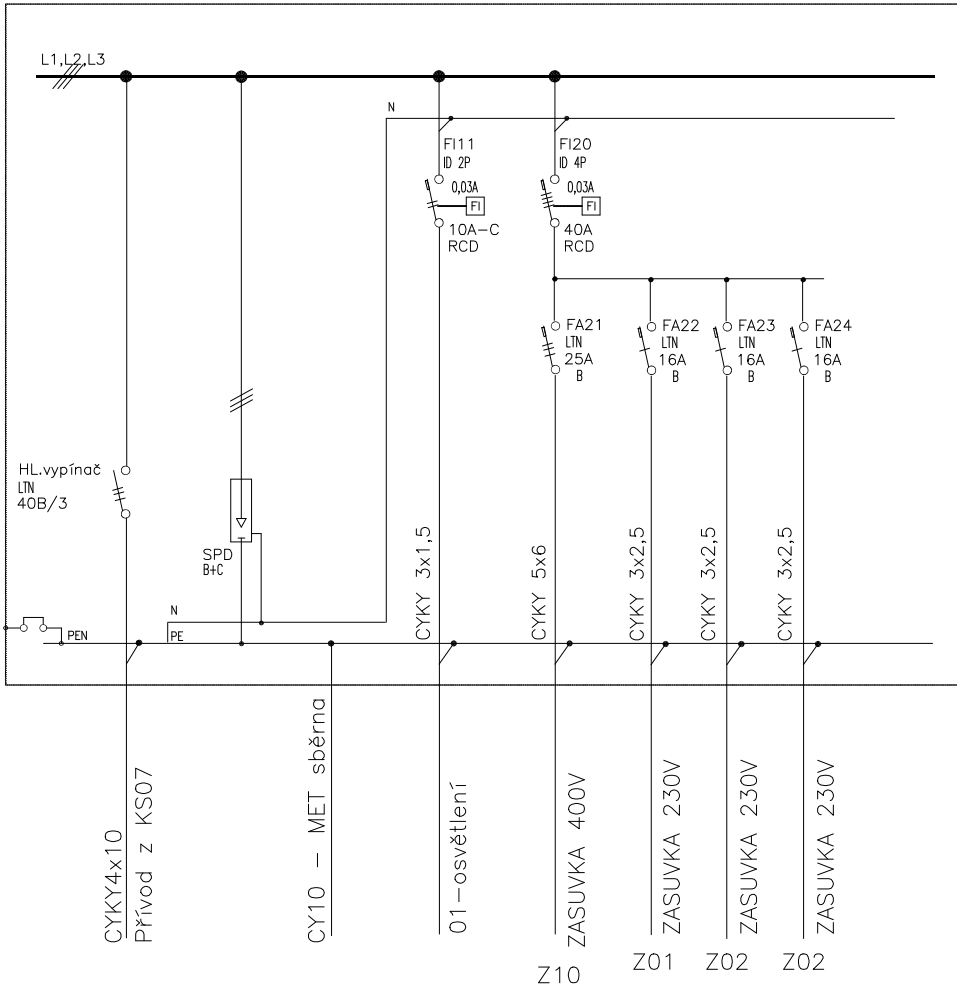 L1,L2,L3
N
FI11
ID 2P
0,03A
FI
10A-C
RCD
FI20
ID 4P
0,03A
FI
40A
RCD
FA21
LTN
25A
B
FA22
LTN
16A
B
FA23
LTN
16A
B
FA24
LTN
16A
B
HL.vypínač
LTN
40B/3
SPD
B+C
N
PEN
PE
CYKY 3x1,5
CYKY 5x6
CYKY 3x2,5
CYKY 3x2,5
CYKY 3x2,5
CYKY4x10
Přívod z KS07
CY10 – MET sběrna
01–osvětlení
ZASUVKA 400V
ZASUVKA 230V
ZASUVKA 230V
ZASUVKA 230V
Z10
Z01
Z02
Z02